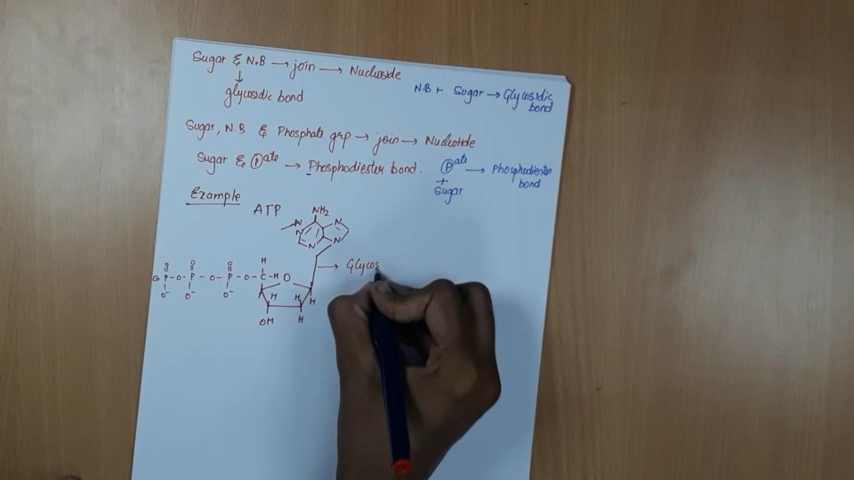 Sugar & N.B → join → Nucleoside
↓
glycosidic bond
N.B + Sugar → Glycosidic
bond
Sugar, N.B & Phosphate grp → join → Nucleotide
Sugar & Pate → Phosphodiester bond.
Pate → Phosphodiester
+
Sugar
bond
Example
ATP
NH2
N N
N
N N
H
O O O
O-P-O-P-O-P-O-C-H O
O- O- O-
H H H
OH H
→ Glycos